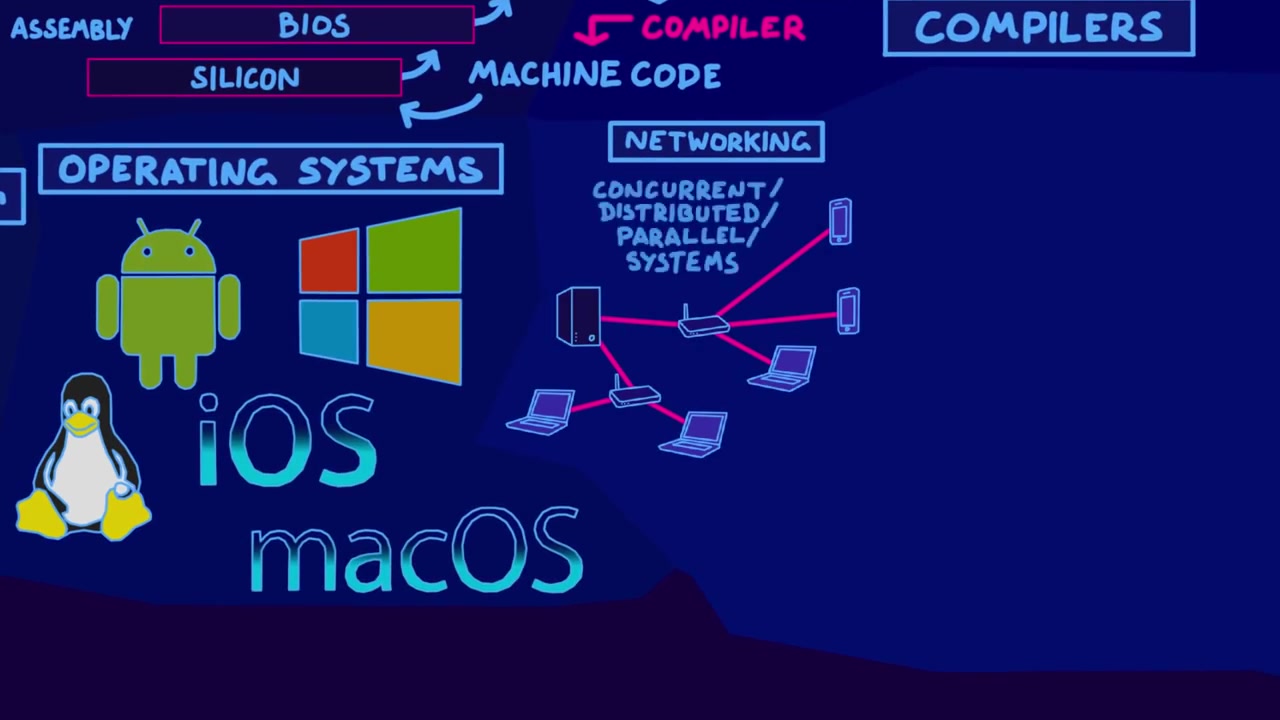 ASSEMBLY
BIOS
COMPILER
COMPILERS
SILICON
MACHINE CODE
OPERATING SYSTEMS
NETWORKING
CONCURRENT/
DISTRIBUTED/
PARALLEL/
SYSTEMS
iOS
macOS